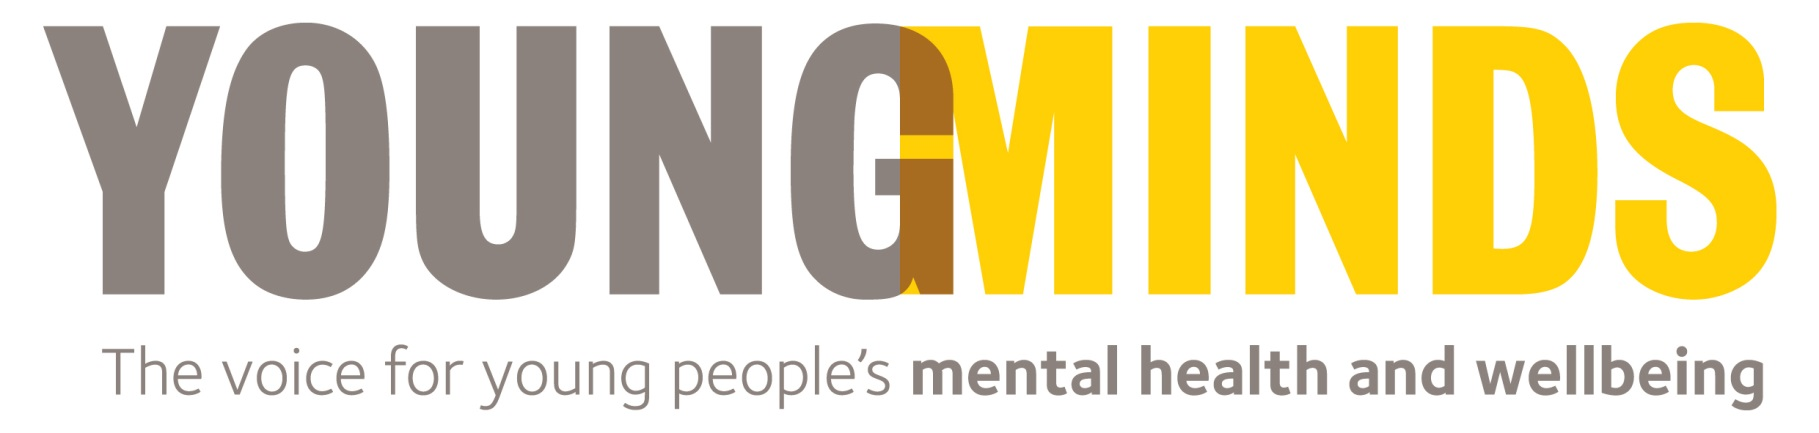 YOUNGMINDS
The voice for young people’s mental health and wellbeing